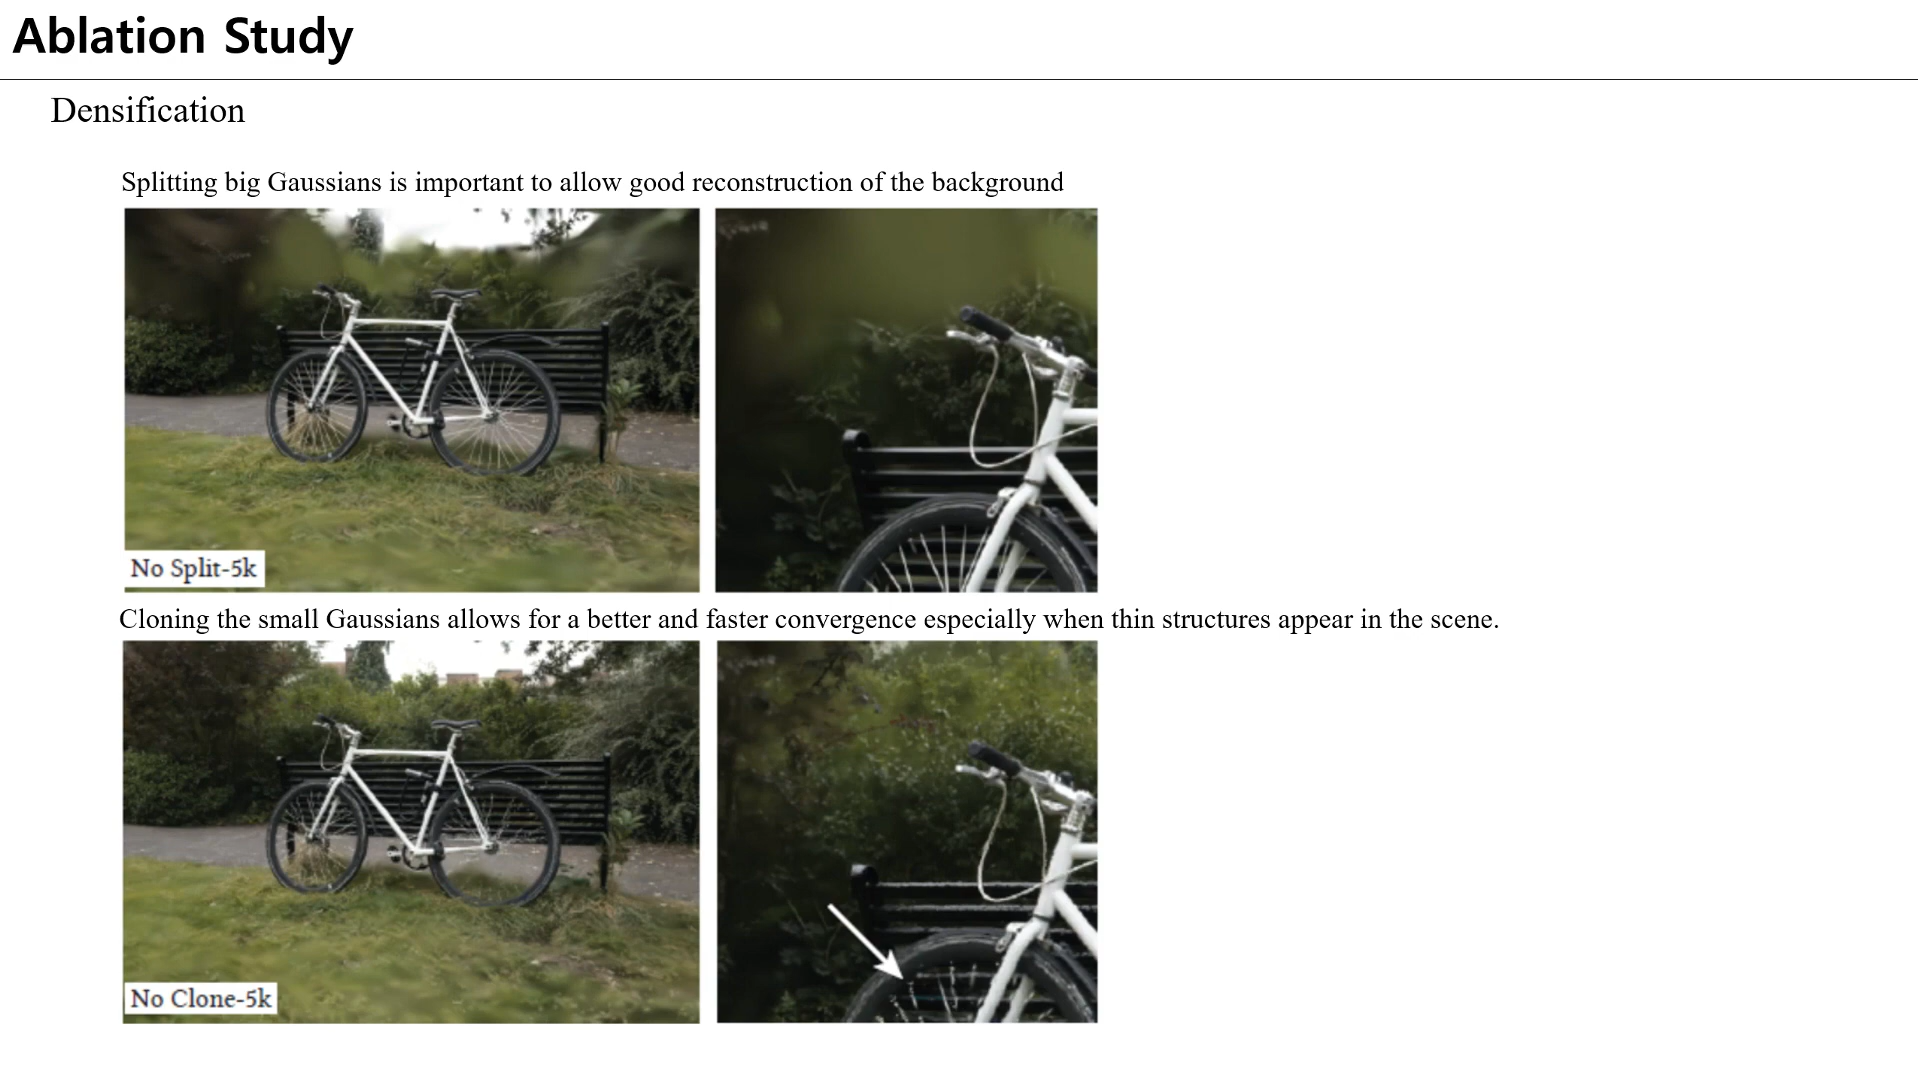 Ablation Study
Densification
Splitting big Gaussians is important to allow good reconstruction of the background
No Split-5k
Cloning the small Gaussians allows for a better and faster convergence especially when thin structures appear in the scene.
No Clone-5k